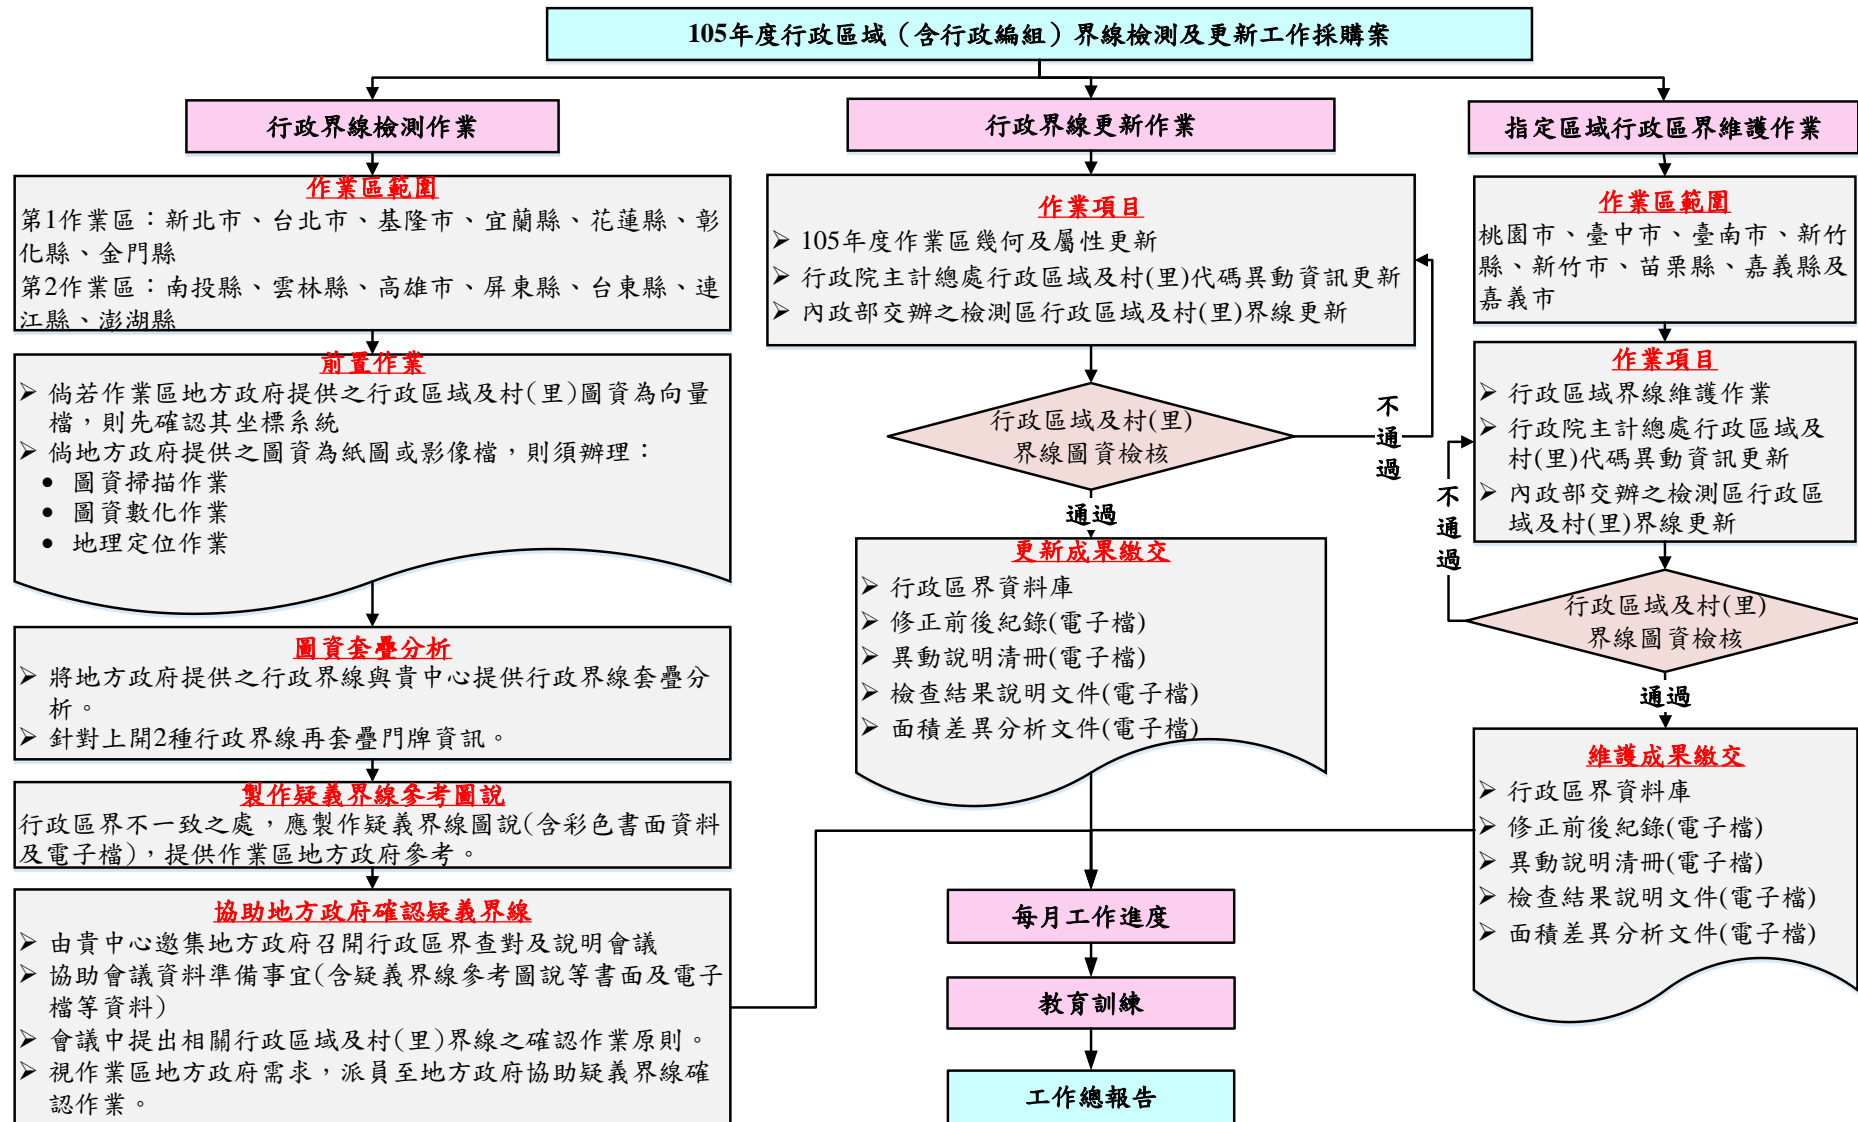 105年度行政區域（含行政編組）界線檢測及更新工作採購案
行政界線檢測作業
作業區範圍
第1作業區：新北市、台北市、基隆市、宜蘭縣、花蓮縣、彰
化縣、金門縣
第2作業區：南投縣、雲林縣、高雄市、屏東縣、台東縣、連
江縣、澎湖縣
前置作業
➢ 倘若作業區地方政府提供之行政區域及村(里)圖資為向量
檔，則先確認其坐標系統
➢ 倘地方政府提供之圖資為紙圖或影像檔，則須辦理：
• 圖資掃描作業
• 圖資數化作業
• 地理定位作業
圖資套疊分析
➢ 將地方政府提供之行政界線與貴中心提供行政界線套疊分
析。
➢ 針對上開2種行政界線再套疊門牌資訊。
製作疑義界線參考圖說
行政區界不一致之處，應製作疑義界線圖說(含彩色書面資料
及電子檔)，提供作業區地方政府參考。
協助地方政府確認疑義界線
➢ 由貴中心邀集地方政府召開行政區界查對及說明會議
➢ 協助會議資料準備事宜(含疑義界線參考圖說等書面及電子
檔等資料)
➢ 會議中提出相關行政區域及村(里)界線之確認作業原則。
➢ 視作業區地方政府需求，派員至地方政府協助疑義界線確
認作業。
行政界線更新作業
作業項目
➢ 105年度作業區幾何及屬性更新
➢ 行政院主計總處行政區域及村(里)代碼異動資訊更新
➢ 內政部交辦之檢測區行政區域及村(里)界線更新
行政區域及村(里)
界線圖資檢核
不
通
過
通過
更新成果繳交
➢ 行政區界資料庫
➢ 修正前後紀錄(電子檔)
➢ 異動說明清冊(電子檔)
➢ 檢查結果說明文件(電子檔)
➢ 面積差異分析文件(電子檔)
每月工作進度
教育訓練
工作總報告
指定區域行政區界維護作業
作業區範圍
桃園市、臺中市、臺南市、新竹
縣、新竹市、苗栗縣、嘉義縣及
嘉義市
作業項目
➢ 行政區域界線維護作業
➢ 行政院主計總處行政區域及
村(里)代碼異動資訊更新
➢ 內政部交辦之檢測區行政區
域及村(里)界線更新
不
通
過
行政區域及村(里)
界線圖資檢核
通過
維護成果繳交
➢ 行政區界資料庫
➢ 修正前後紀錄(電子檔)
➢ 異動說明清冊(電子檔)
➢ 檢查結果說明文件(電子檔)
➢ 面積差異分析文件(電子檔)